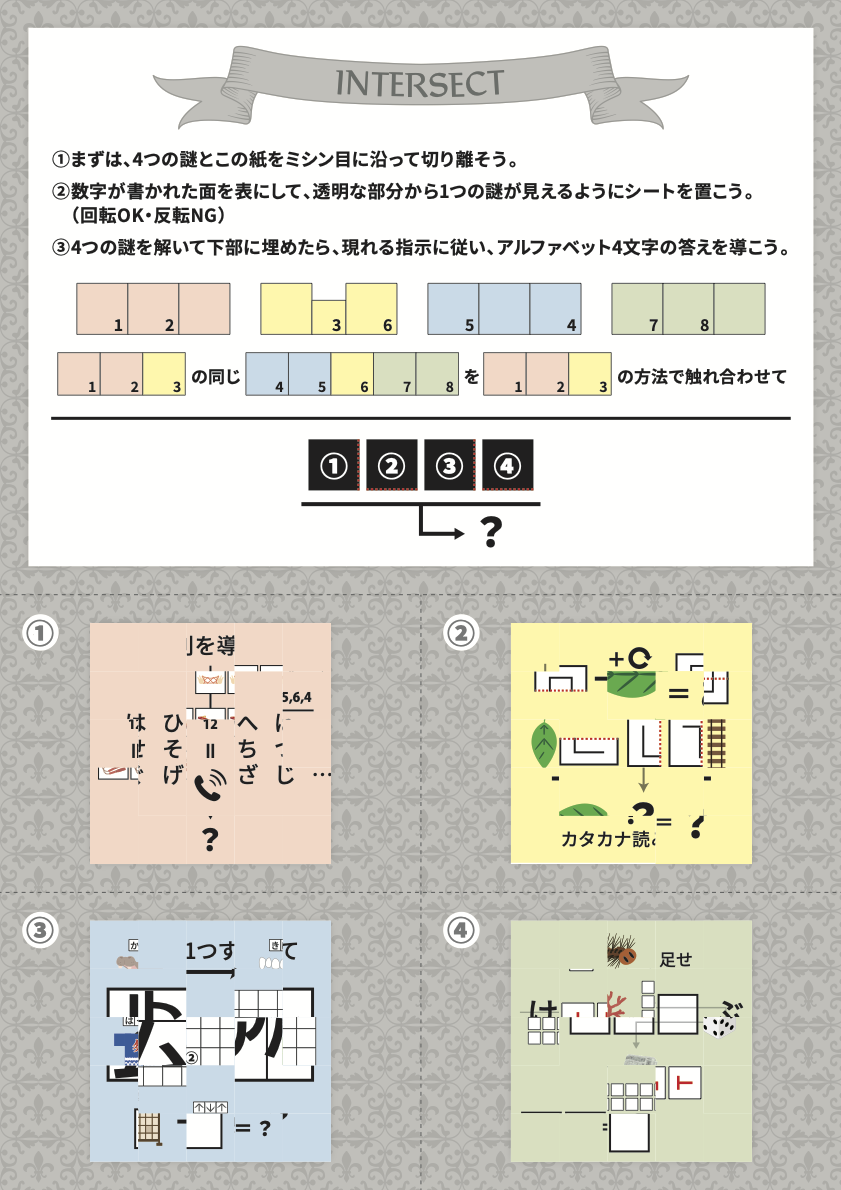 INTERSECT
①まずは、4つの謎とこの紙をミシン目に沿って切り離そう。
②数字が書かれた面を表にして、透明な部分から1つの謎が見えるようにシートを置こう。
（回転OK・反転NG）
③4つの謎を解いて下部に埋めたら、現れる指示に従い、アルファベット4文字の答えを導こう。
1 2 3 6 5 4 7 8
1 2 3 の同じ 4 5 6 7 8 を 1 2 3 の方法で触れ合わせて
① ② ③ ④
?
①
を導
5,6,4
は ひ 12 へ
そ ち
げ ざ じ …
?
②
+
- =
? = ?
カタカナ読
③
か 1つす き て
は
②
↑↓↑
= ?
④
足せ
は ぶ